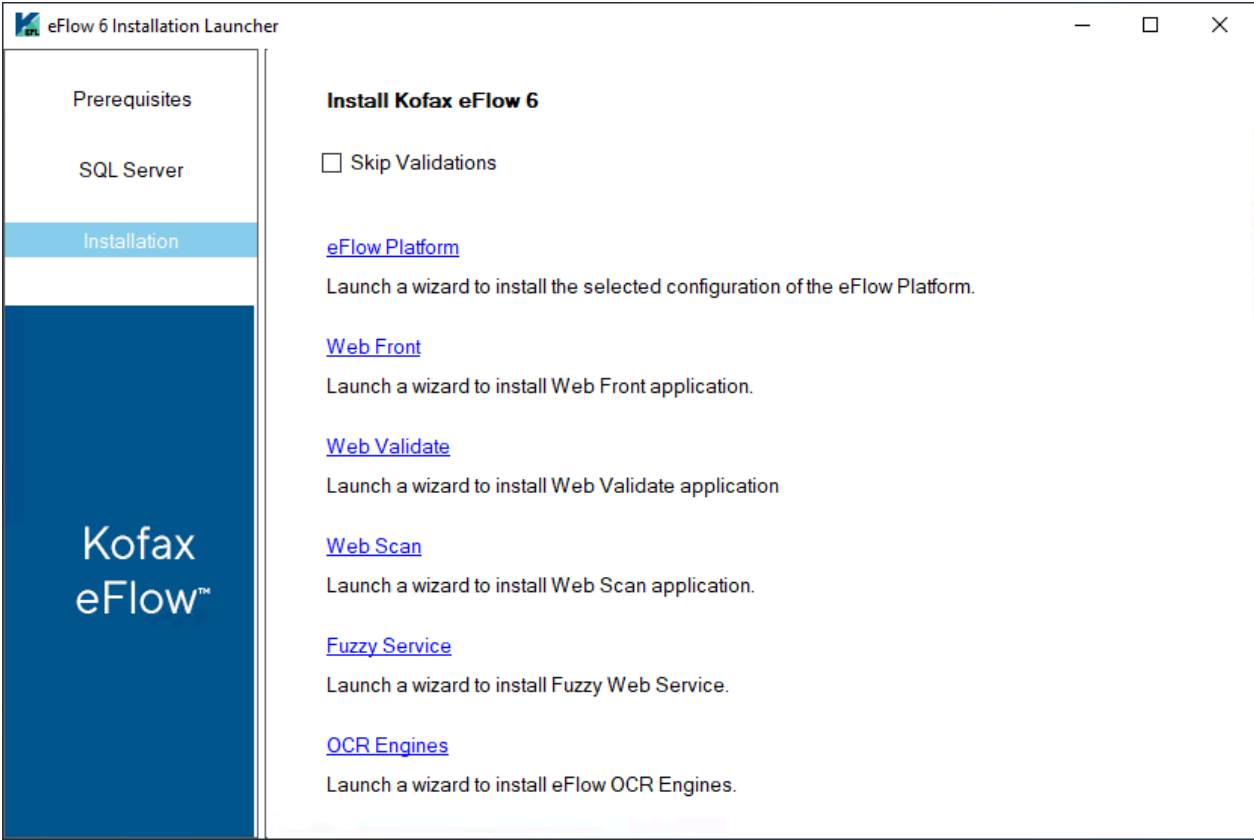 eFlow 6 Installation Launcher
Prerequisites
SQL Server
Installation
Kofax
eFlow™
Install Kofax eFlow 6
Skip Validations
eFlow Platform
Launch a wizard to install the selected configuration of the eFlow Platform.
Web Front
Launch a wizard to install Web Front application.
Web Validate
Launch a wizard to install Web Validate application
Web Scan
Launch a wizard to install Web Scan application.
Fuzzy Service
Launch a wizard to install Fuzzy Web Service.
OCR Engines
Launch a wizard to install eFlow OCR Engines.